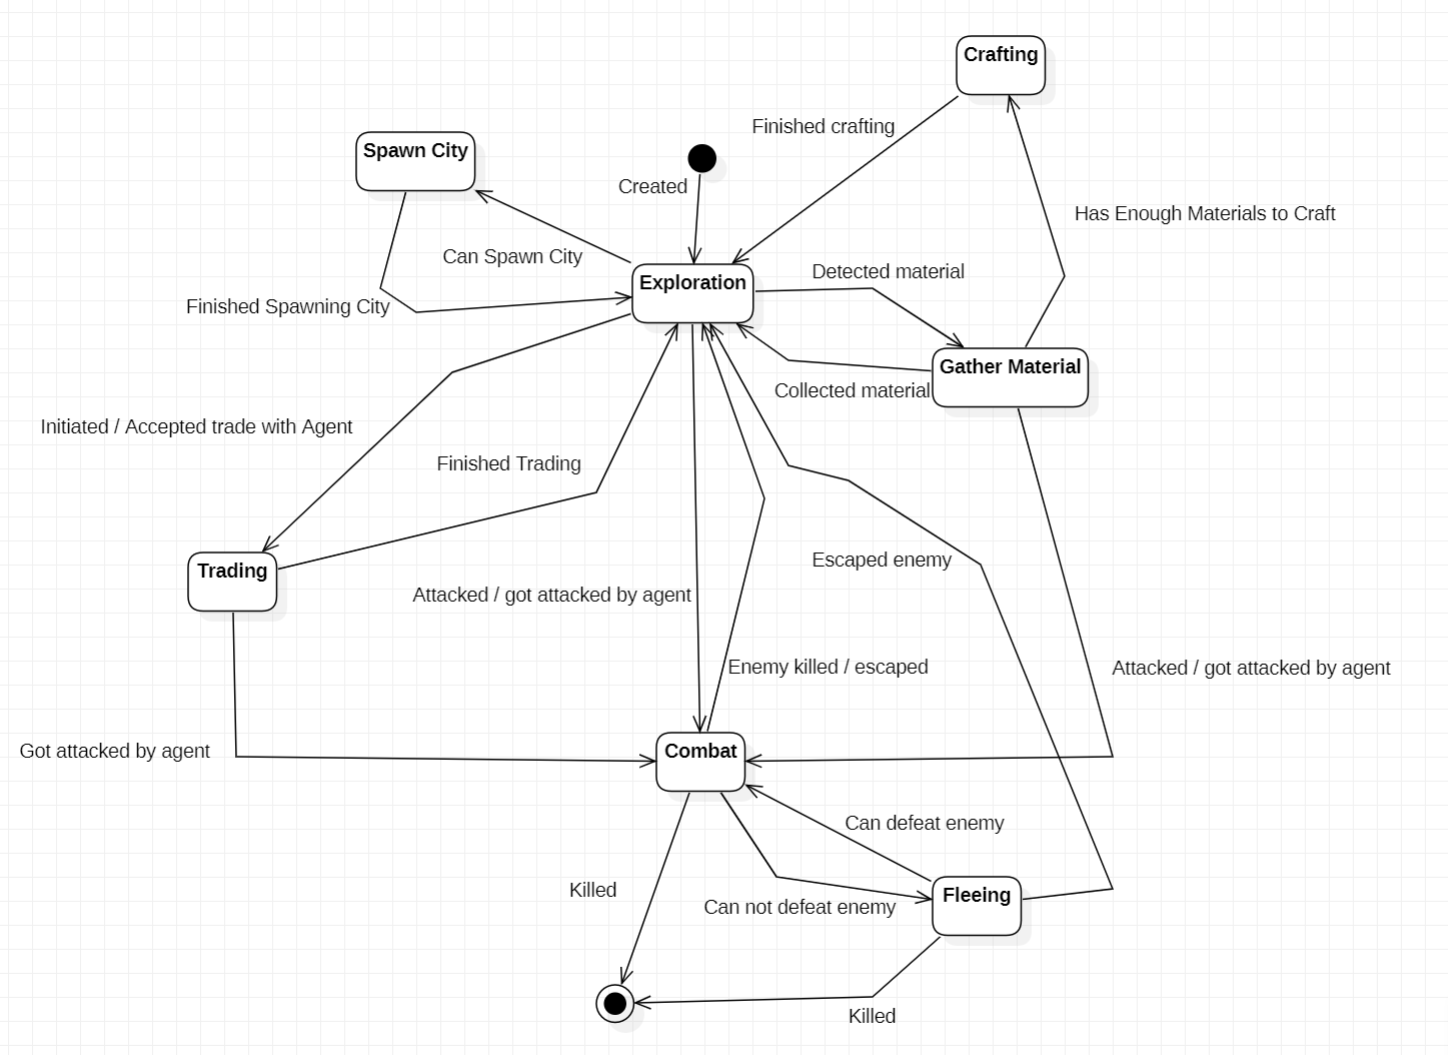 Crafting
Finished crafting
Spawn City
Created
Has Enough Materials to Craft
Can Spawn City
Detected material
Exploration
Finished Spawning City
Gather Material
Collected material
Initiated / Accepted trade with Agent
Finished Trading
Escaped enemy
Trading
Attacked / got attacked by agent
Enemy killed / escaped
Attacked / got attacked by agent
Got attacked by agent
Combat
Can defeat enemy
Killed
Fleeing
Can not defeat enemy
Killed